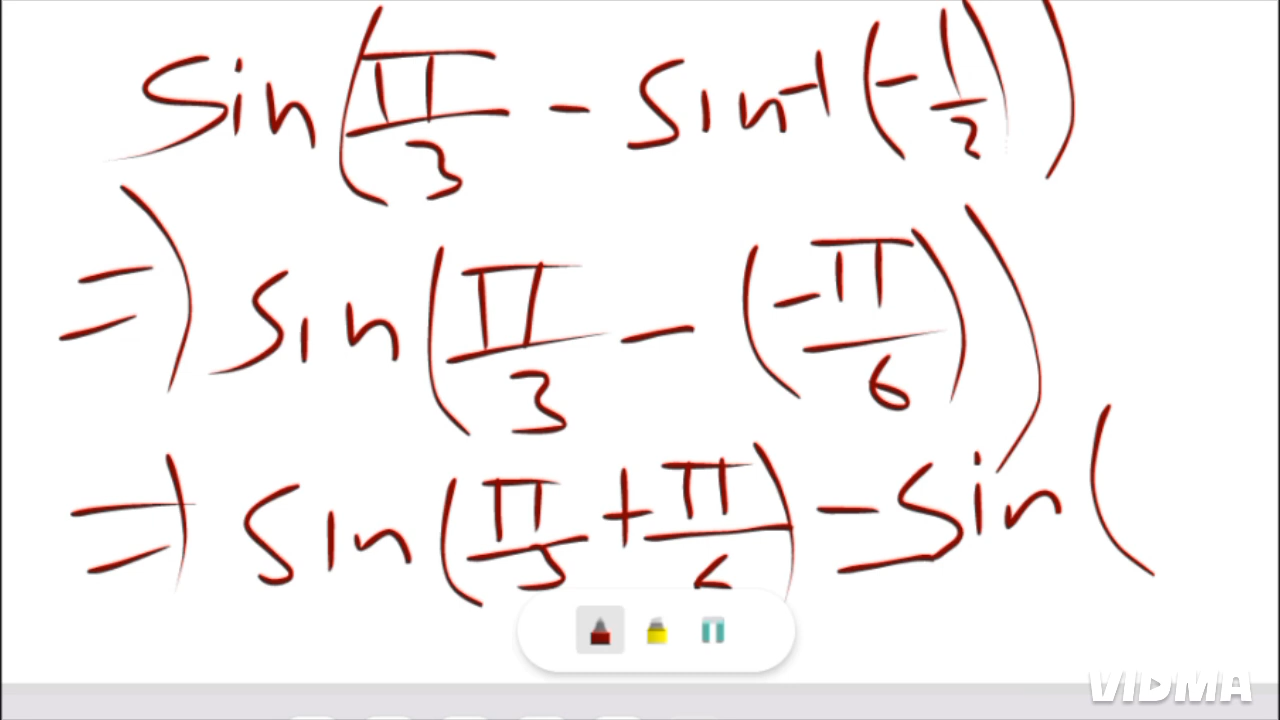 sin(π/3 - sin⁻¹(-1/2))
=) sin(π/3 - (-π/6))
=) sin(π/3 + π/6) - sin(
VIDMA